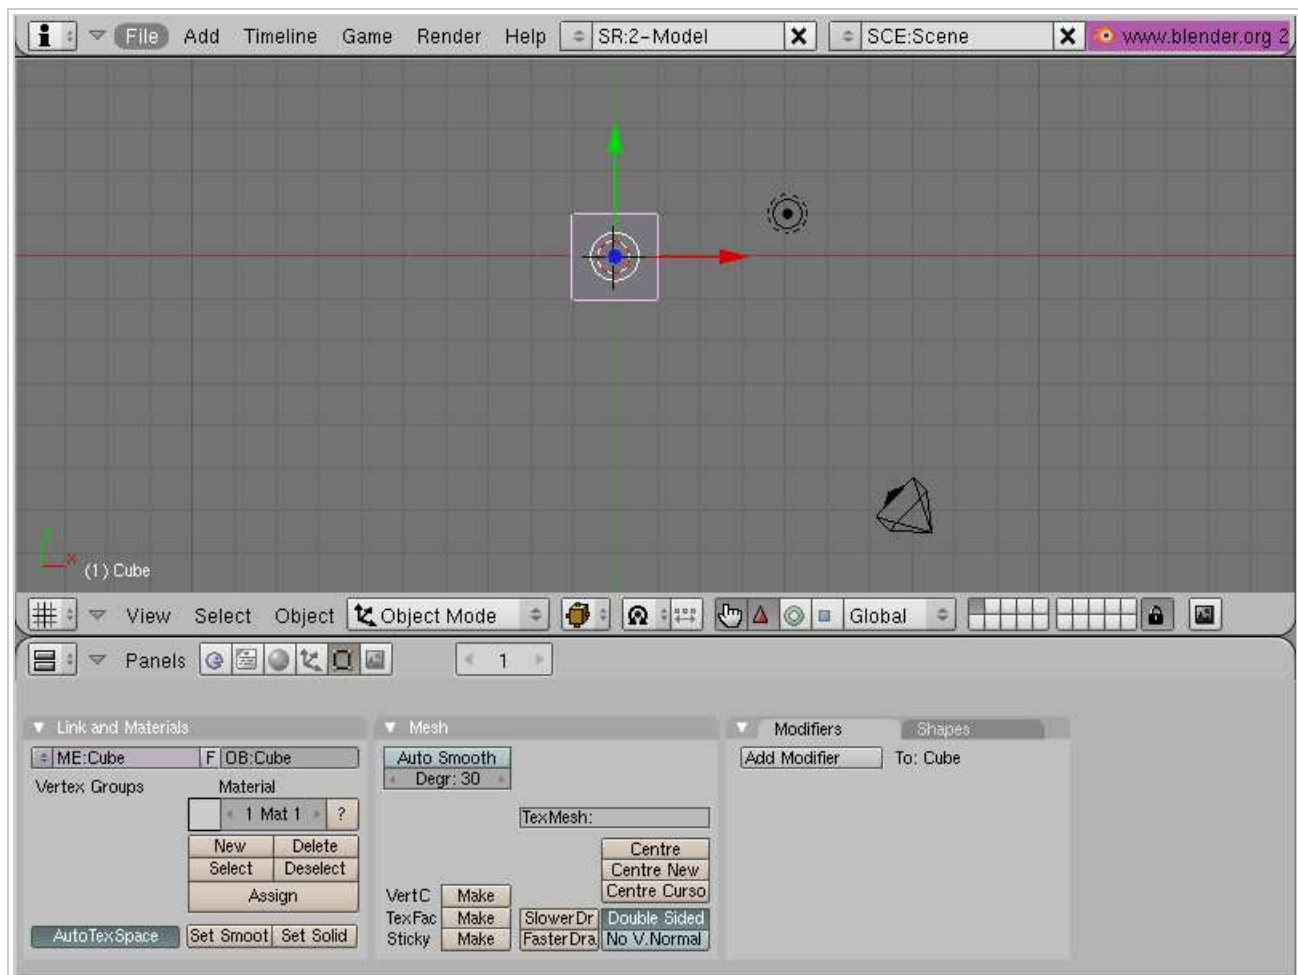 File Add Timeline Game Render Help SR:2-Model X SCE:Scene X www.blender.org 2
x
(1) Cube
View Select Object Object Mode Global
Panels 1
Link and Materials Mesh Modifiers Shapes
ME:Cube F OB:Cube Auto Smooth Add Modifier To: Cube
Degr: 30
Vertex Groups Material
1 Mat 1 ? TexMesh:
New Delete Centre
Select Deselect Centre New
Assign VertC Make Centre Curso
TexFac Make SlowerDr Double Sided
AutoTexSpace Set Smoot Set Solid Sticky Make FasterDra No V.Normal